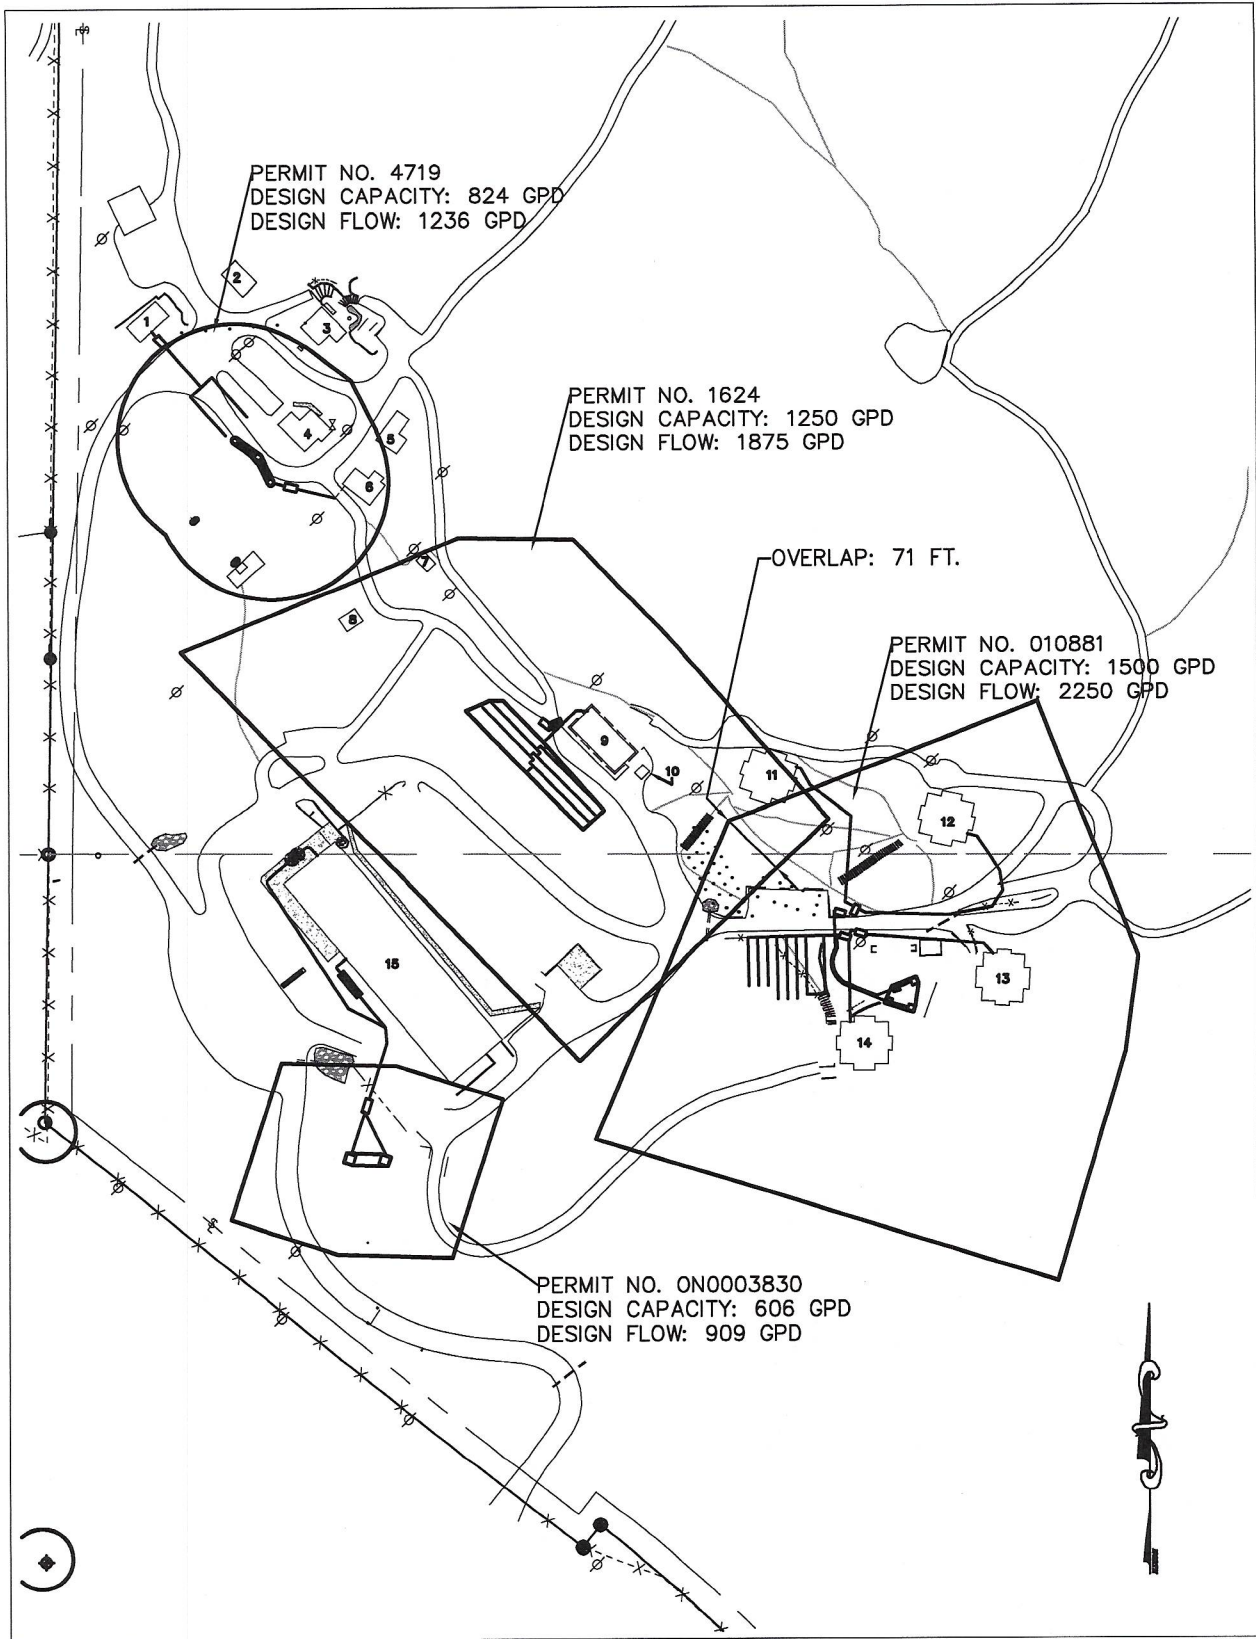 PERMIT NO. 4719
DESIGN CAPACITY: 824 GPD
DESIGN FLOW: 1236 GPD
2
1
3
PERMIT NO. 1624
DESIGN CAPACITY: 1250 GPD
DESIGN FLOW: 1875 GPD
4
5
6
OVERLAP: 71 FT.
7
8
PERMIT NO. 010881
DESIGN CAPACITY: 1500 GPD
DESIGN FLOW: 2250 GPD
9
10
11
12
15
13
14
PERMIT NO. ON0003830
DESIGN CAPACITY: 606 GPD
DESIGN FLOW: 909 GPD